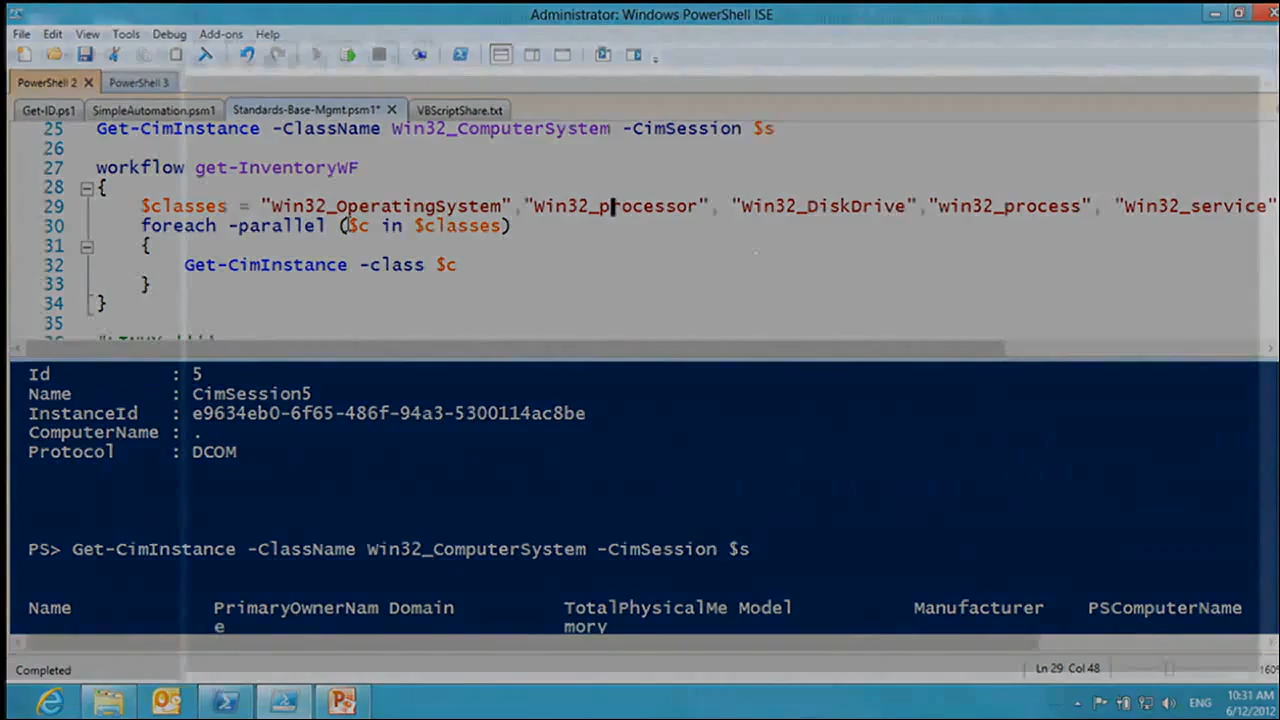 Administrator: Windows PowerShell ISE
File Edit View Tools Debug Add-ons Help
PowerShell 2 PowerShell 3
Get-ID.ps1 SimpleAutomation.psm1 Standards-Base-Mgmt.psm1* VBScriptShare.txt
25 Get-CimInstance -ClassName Win32_ComputerSystem -CimSession $s
26
27 workflow get-InventoryWF
28 {
29 $classes = "Win32_OperatingSystem","Win32_processor", "Win32_DiskDrive","win32_process", "Win32_service"
30 foreach -parallel ($c in $classes)
31 {
32 Get-CimInstance -class $c
33 }
34 }
35
Id : 5
Name : CimSession5
InstanceId : e9634eb0-6f65-486f-94a3-5300114ac8be
ComputerName : .
Protocol : DCOM
PS> Get-CimInstance -ClassName Win32_ComputerSystem -CimSession $s
Name PrimaryOwnerNam Domain TotalPhysicalMe Model Manufacturer PSComputerName
e mory
Completed Ln 29 Col 48 160%
ENG 10:31 AM
6/12/2012